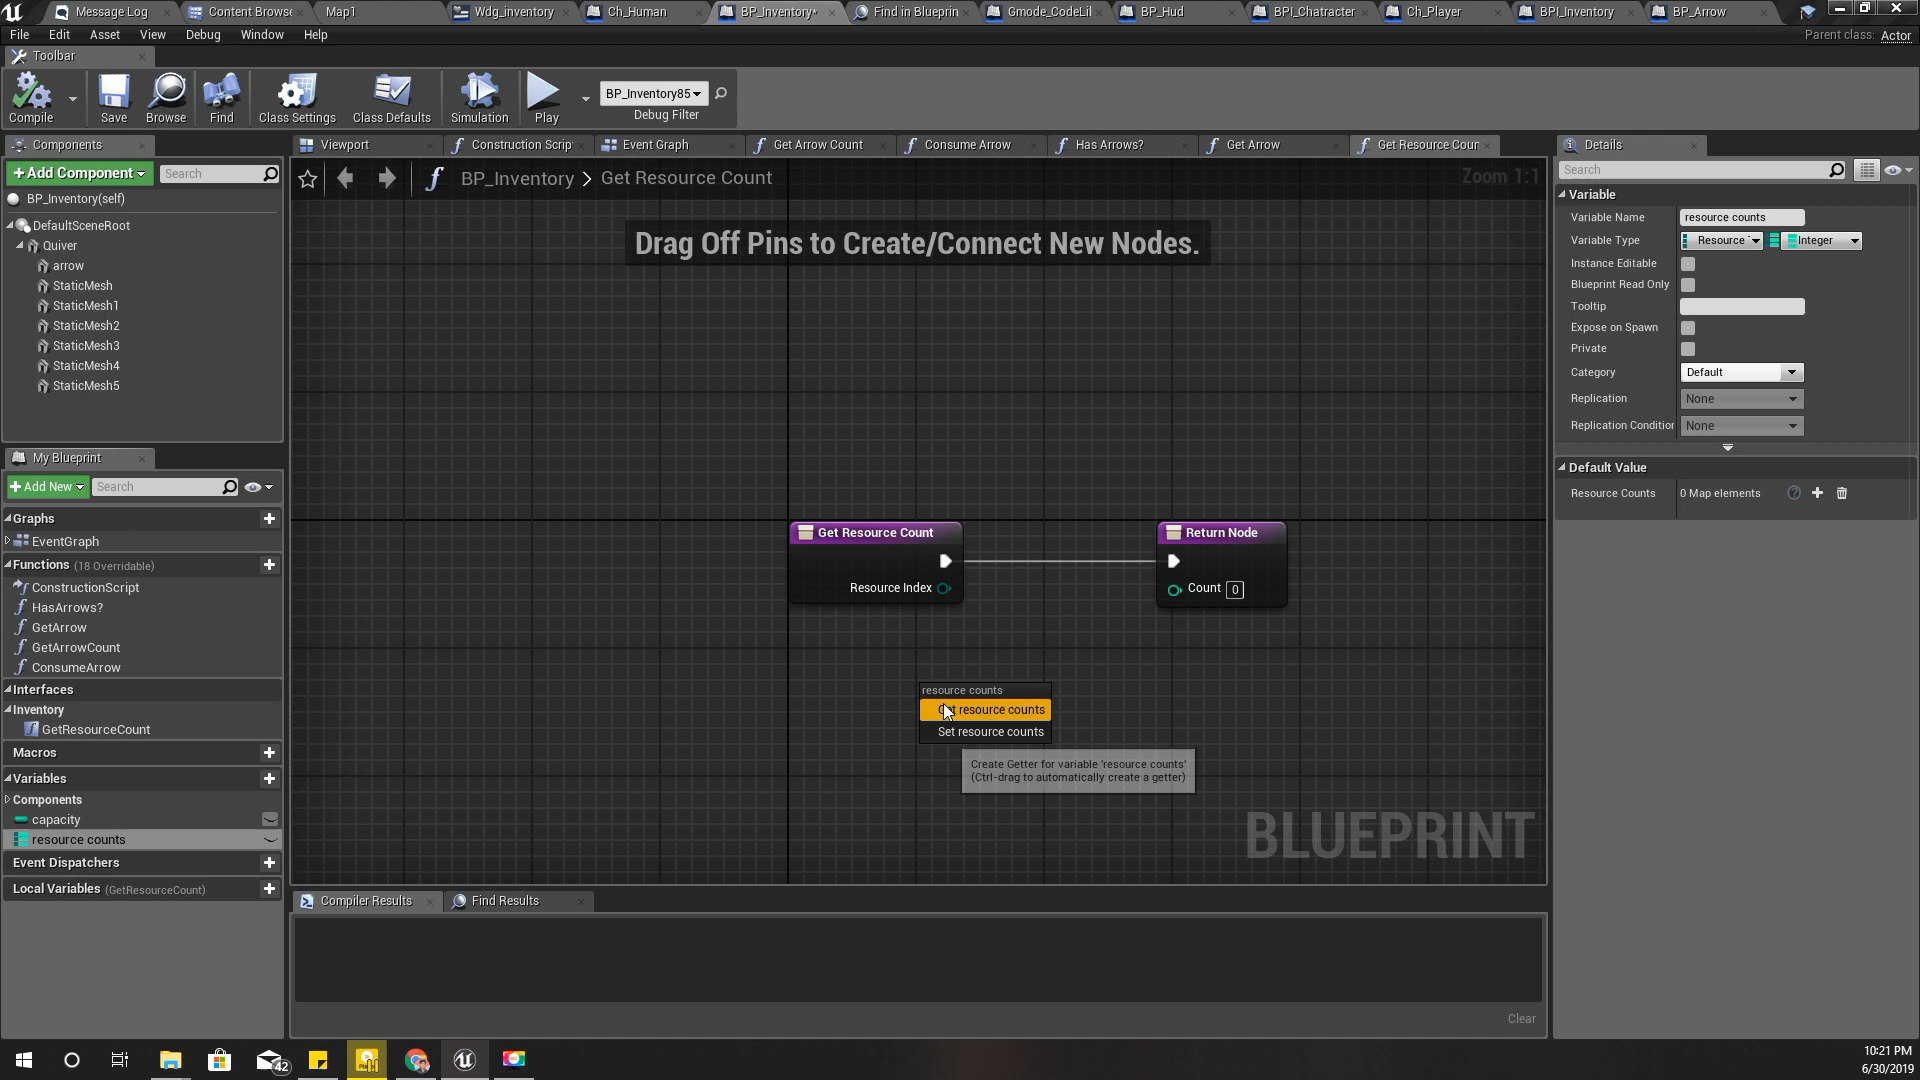 Message Log
Content Browse
Map1
Wdg_inventory
Ch_Human
BP_Inventory*
Find in Blueprin
Gmode_CodeLil
BP_Hud
BPI_Chatracter
Ch_Player
BPI_Inventory
BP_Arrow
File Edit Asset View Debug Window Help
Parent class: Actor
Toolbar
Compile
Save
Browse
Find
Class Settings
Class Defaults
Simulation
Play
BP_Inventory85
Debug Filter
Components
+Add Component
Search
BP_Inventory(self)
DefaultSceneRoot
Quiver
arrow
StaticMesh
StaticMesh1
StaticMesh2
StaticMesh3
StaticMesh4
StaticMesh5
My Blueprint
+Add New
Search
Graphs
EventGraph
Functions (18 Overridable)
ConstructionScript
HasArrows?
GetArrow
GetArrowCount
ConsumeArrow
Interfaces
Inventory
GetResourceCount
Macros
Variables
Components
capacity
resource counts
Event Dispatchers
Local Variables (GetResourceCount)
Viewport
Construction Scrip
Event Graph
Get Arrow Count
Consume Arrow
Has Arrows?
Get Arrow
Get Resource Cour
BP_Inventory > Get Resource Count
Zoom 1:1
Drag Off Pins to Create/Connect New Nodes.
Get Resource Count
Resource Index
Return Node
Count 0
resource counts
resource counts
Set resource counts
Create Getter for variable 'resource counts'
(Ctrl-drag to automatically create a getter)
BLUEPRINT
Compiler Results
Find Results
Clear
Details
Search
Variable
Variable Name resource counts
Variable Type Resource Integer
Instance Editable
Blueprint Read Only
Tooltip
Expose on Spawn
Private
Category Default
Replication None
Replication Condition None
Default Value
Resource Counts 0 Map elements
42
10:21 PM
6/30/2019